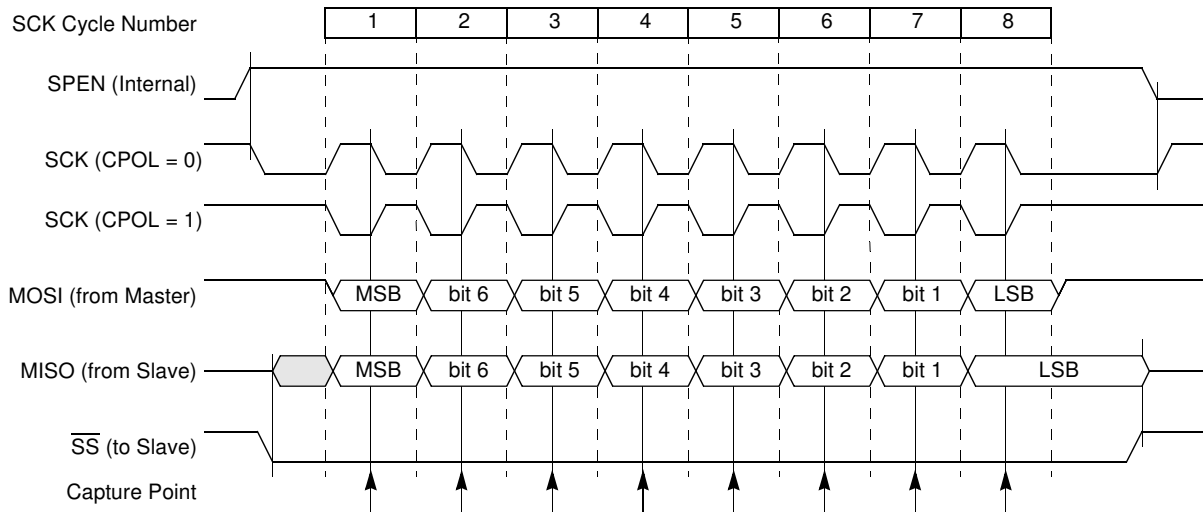 SCK Cycle Number 1 2 3 4 5 6 7 8
SPEN (Internal)
SCK (CPOL = 0)
SCK (CPOL = 1)
MOSI (from Master) MSB bit 6 bit 5 bit 4 bit 3 bit 2 bit 1 LSB
MISO (from Slave) MSB bit 6 bit 5 bit 4 bit 3 bit 2 bit 1 LSB
S̅S̅ (to Slave)
Capture Point